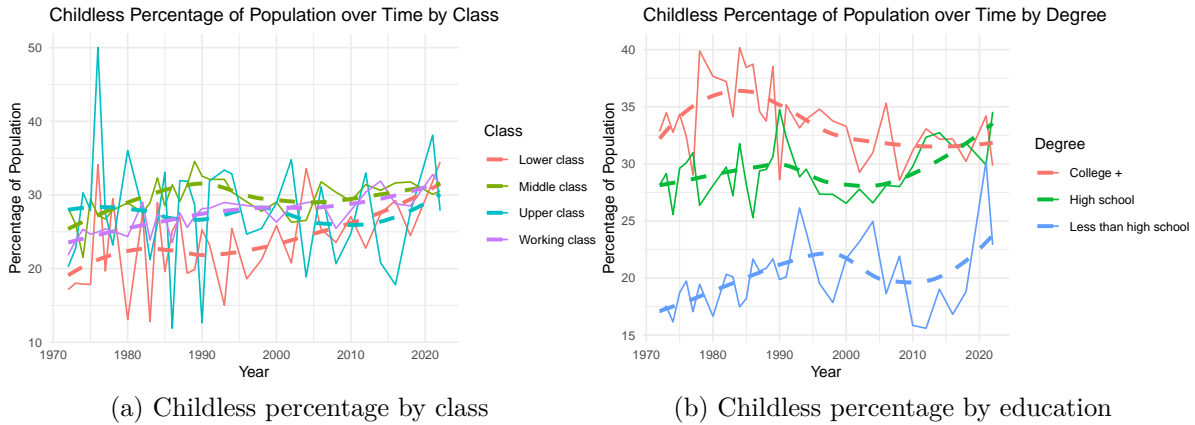 Childless Percentage of Population over Time by Class
50
40
30
20
10
Percentage of Population
1970 1980 1990 2000 2010 2020
Year
Class
Lower class
Middle class
Upper class
Working class
(a) Childless percentage by class
Childless Percentage of Population over Time by Degree
40
35
30
25
20
15
Percentage of Population
1970 1980 1990 2000 2010 2020
Year
Degree
College +
High school
Less than high school
(b) Childless percentage by education